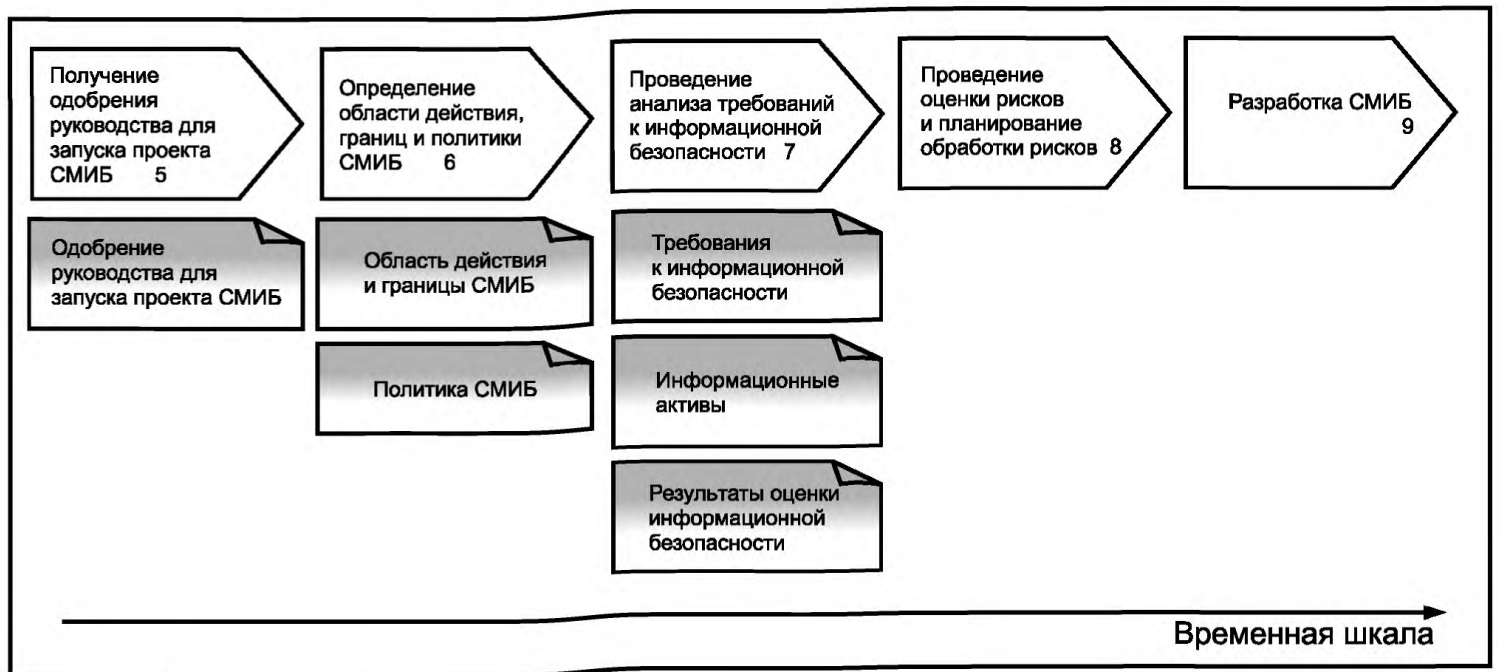 Получение
одобрения
руководства для
запуска проекта
СМИБ 5
Определение
области действия,
границ и политики
СМИБ 6
Проведение
анализа требований
к информационной
безопасности 7
Проведение
оценки рисков
и планирование
обработки рисков 8
Разработка СМИБ
9
Одобрение
руководства для
запуска проекта СМИБ
Область действия
и границы СМИБ
Политика СМИБ
Требования
к информационной
безопасности
Информационные
активы
Результаты оценки
информационной
безопасности
Временная шкала